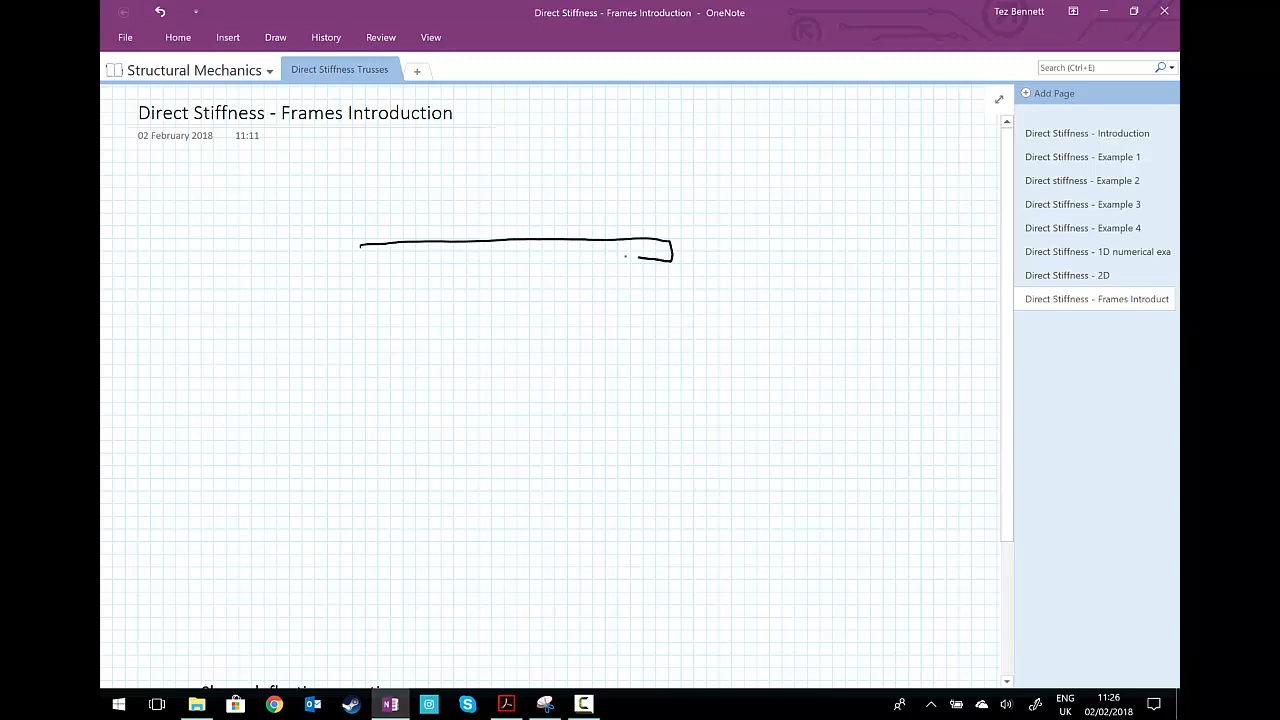 Direct Stiffness - Frames Introduction - OneNote
Tez Bennett
File Home Insert Draw History Review View
Structural Mechanics
Direct Stiffness Trusses
Search (Ctrl+E)
Add Page
Direct Stiffness - Frames Introduction
02 February 2018 11:11
Direct Stiffness - Introduction
Direct Stiffness - Example 1
Direct stiffness - Example 2
Direct Stiffness - Example 3
Direct Stiffness - Example 4
Direct Stiffness - 1D numerical exa
Direct Stiffness - 2D
Direct Stiffness - Frames Introduct
ENG 11:26
UK 02/02/2018